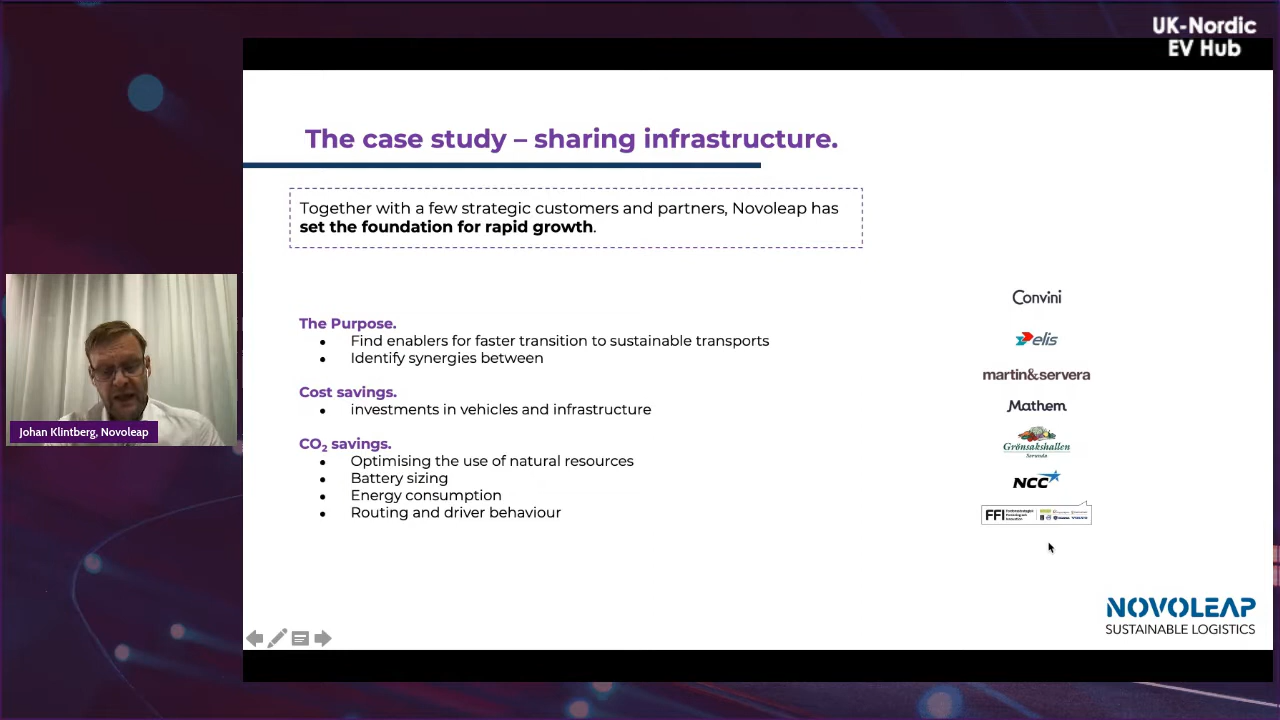 UK-Nordic
EV Hub
The case study – sharing infrastructure.
Together with a few strategic customers and partners, Novoleap has
set the foundation for rapid growth.
The Purpose.
• Find enablers for faster transition to sustainable transports
• Identify synergies between
Cost savings.
• investments in vehicles and infrastructure
CO₂ savings.
• Optimising the use of natural resources
• Battery sizing
• Energy consumption
• Routing and driver behaviour
Convini
elis
martin&servera
Mathem
Grönsakshallen
Sorunda
NCC
FFI
Johan Klintberg, Novoleap
NOVOLEAP
SUSTAINABLE LOGISTICS